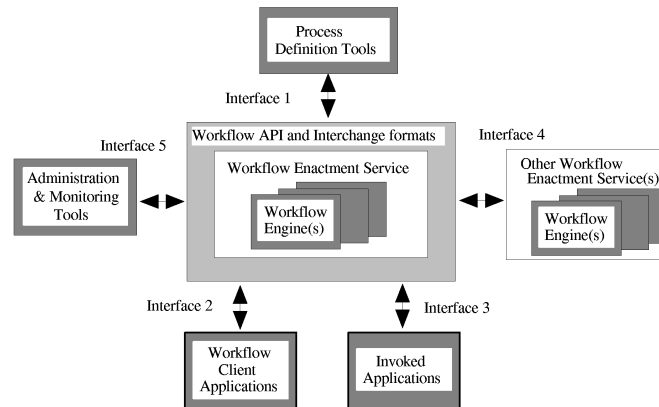 Process
Definition Tools
Interface 1
Workflow API and Interchange formats
Interface 4
Interface 5
Workflow Enactment Service
Other Workflow
Enactment Service(s)
Administration
& Monitoring
Tools
Workflow
Engine(s)
Workflow
Engine(s)
Interface 2
Interface 3
Workflow
Client
Applications
Invoked
Applications